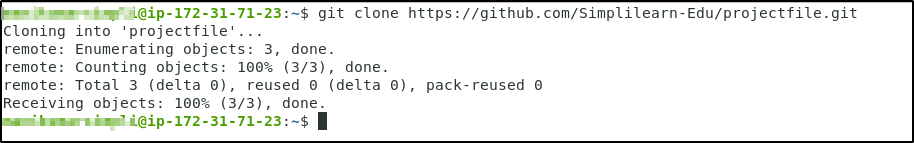 @ip-172-31-71-23:~$ git clone https://github.com/Simplilearn-Edu/projectfile.git
Cloning into 'projectfile'...
remote: Enumerating objects: 3, done.
remote: Counting objects: 100% (3/3), done.
remote: Total 3 (delta 0), reused 0 (delta 0), pack-reused 0
Receiving objects: 100% (3/3), done.
@ip-172-31-71-23:~$